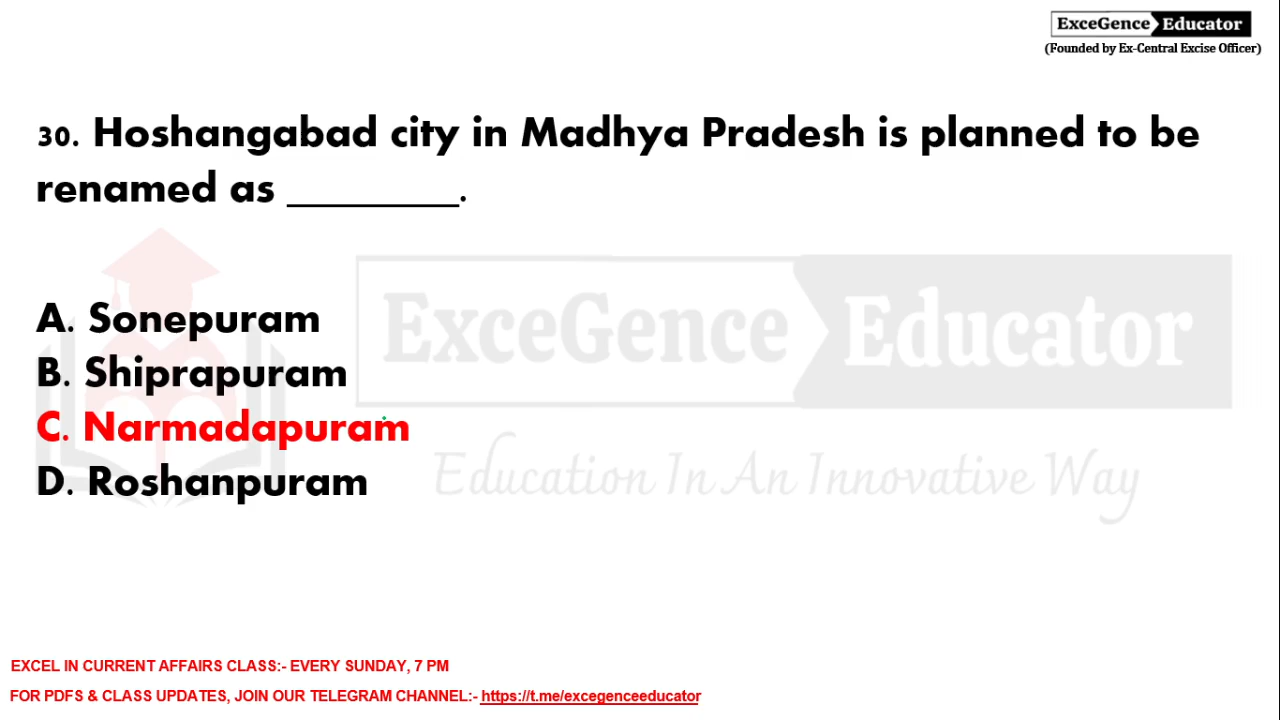 ExceGence Educator
(Founded by Ex-Central Excise Officer)
30. Hoshangabad city in Madhya Pradesh is planned to be
renamed as _________.
A. Sonepuram
B. Shiprapuram
C. Narmadapuram
D. Roshanpuram
ExceGence Educator
Education In An Innovative Way
EXCEL IN CURRENT AFFAIRS CLASS:- EVERY SUNDAY, 7 PM
FOR PDFS & CLASS UPDATES, JOIN OUR TELEGRAM CHANNEL:- https://t.me/excegenceeducator